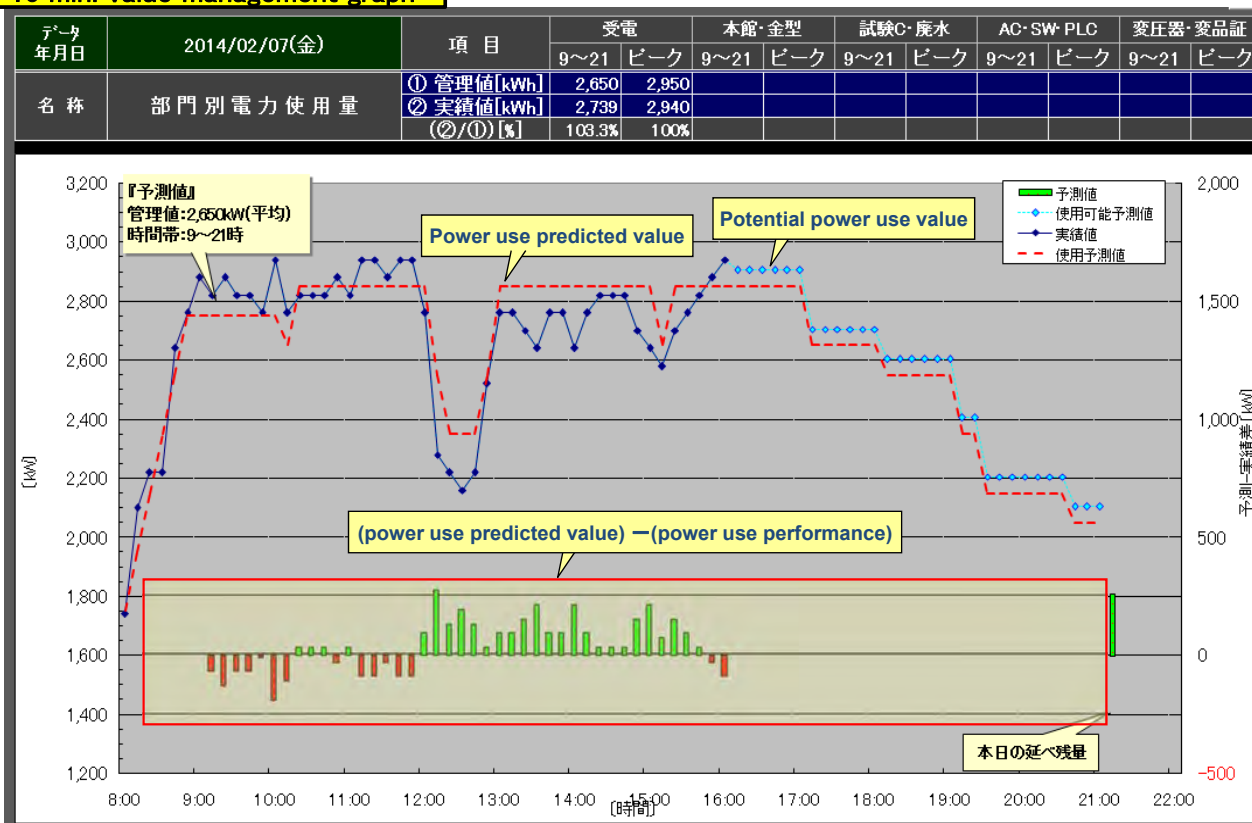 10 min. value management graph
データ 年月日 2014/02/07(金) 項目 受電 本館・金型 試験C・廃水 AC・SW・PLC 変圧器・変品証
9～21 ピーク 9～21 ピーク 9～21 ピーク 9～21 ピーク 9～21 ピーク
名称 部門別電力使用量
① 管理値[kWh] 2,650 2,950
② 実績値[kWh] 2,739 2,940
(②/①)[%] 103.3% 100%
『予測値』
管理値:2,650kW(平均)
時間帯:9～21時
Power use predicted value
Potential power use value
予測値
使用可能予測値
実績値
使用予測値
(power use predicted value) －(power use performance)
本日の延べ残量
3,200
3,000
2,800
2,600
2,400
2,200
2,000
1,800
1,600
1,400
1,200
[kW]
2,000
1,500
1,000
500
0
-500
予測-実績差[kW]
8:00 9:00 10:00 11:00 12:00 13:00 14:00 15:00 16:00 17:00 18:00 19:00 20:00 21:00 22:00
[時間]